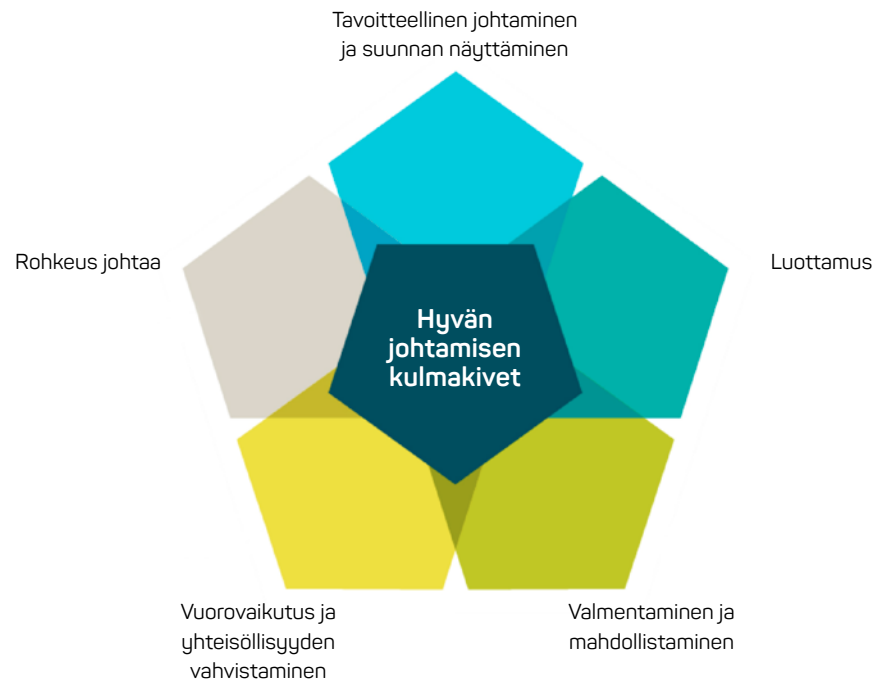 Tavoitteellinen johtaminen
ja suunnan näyttäminen
Rohkeus johtaa
Luottamus
Hyvän
johtamisen
kulmakivet
Vuorovaikutus ja
yhteisöllisyyden
vahvistaminen
Valmentaminen ja
mahdollistaminen